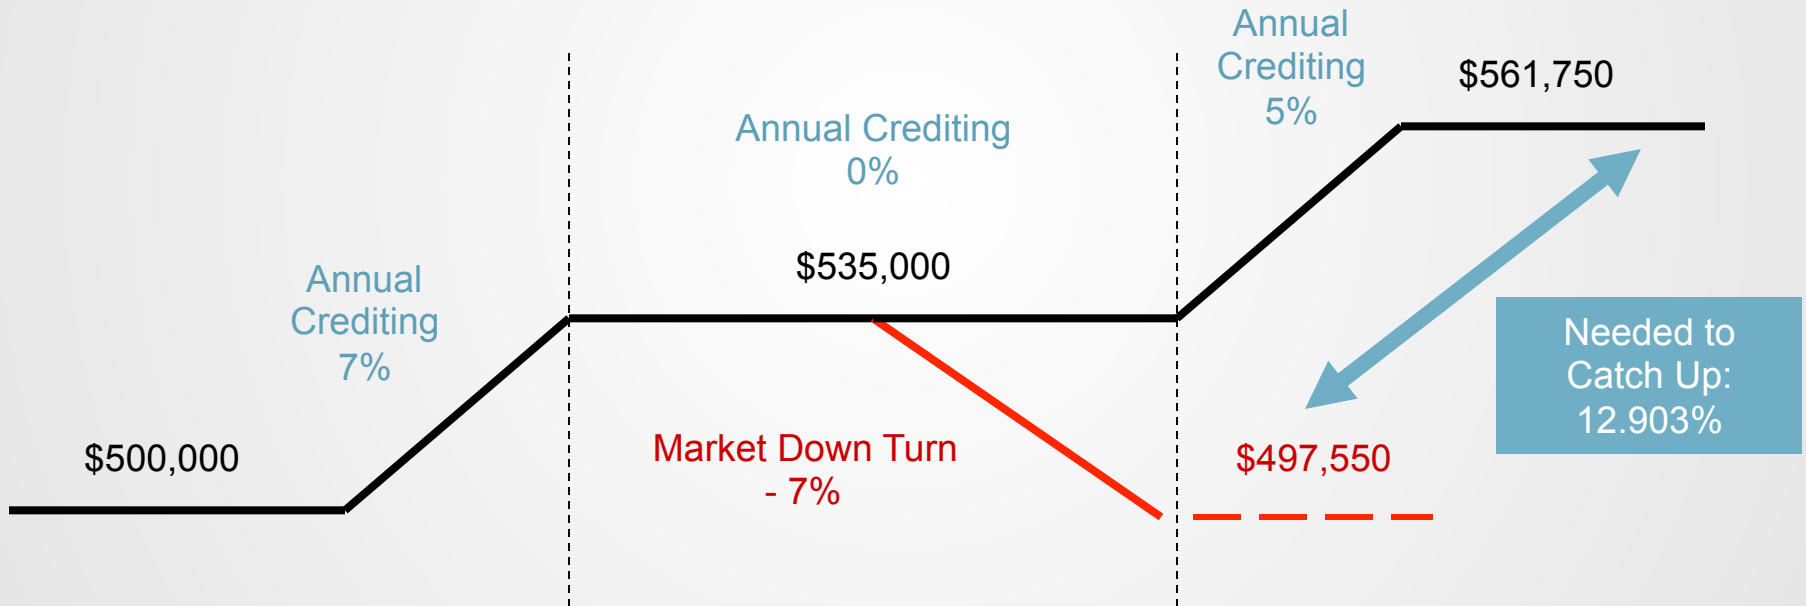 $500,000
Annual
Crediting
7%
Annual Crediting
0%
$535,000
Market Down Turn
- 7%
Annual
Crediting
5%
$561,750
Needed to
Catch Up:
12.903%
$497,550